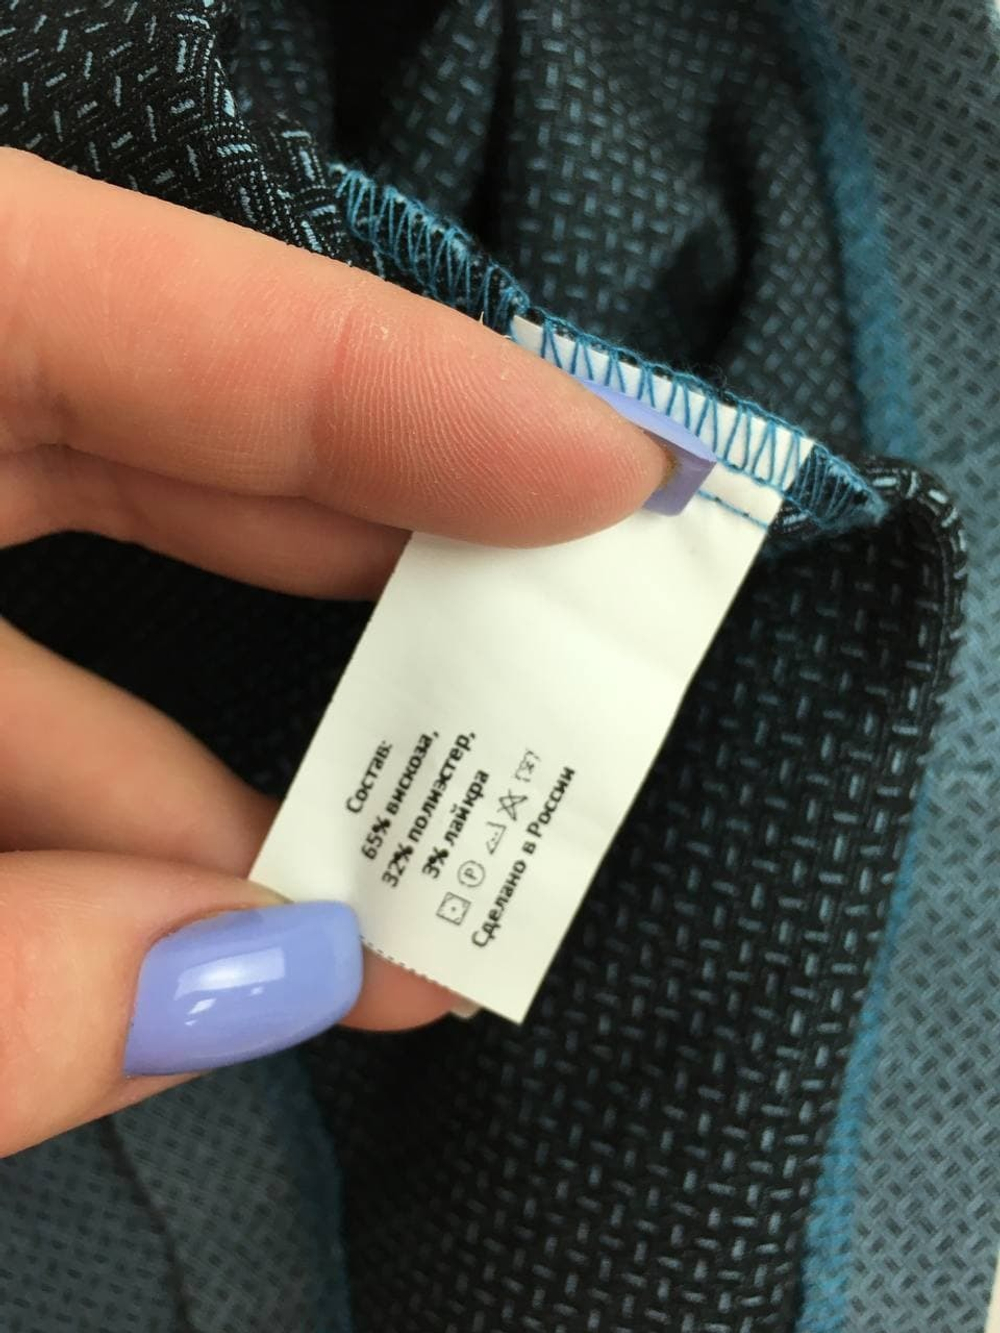 Состав:
65% вискоза,
32% полиэстер,
3% лайкра
Сделано в России